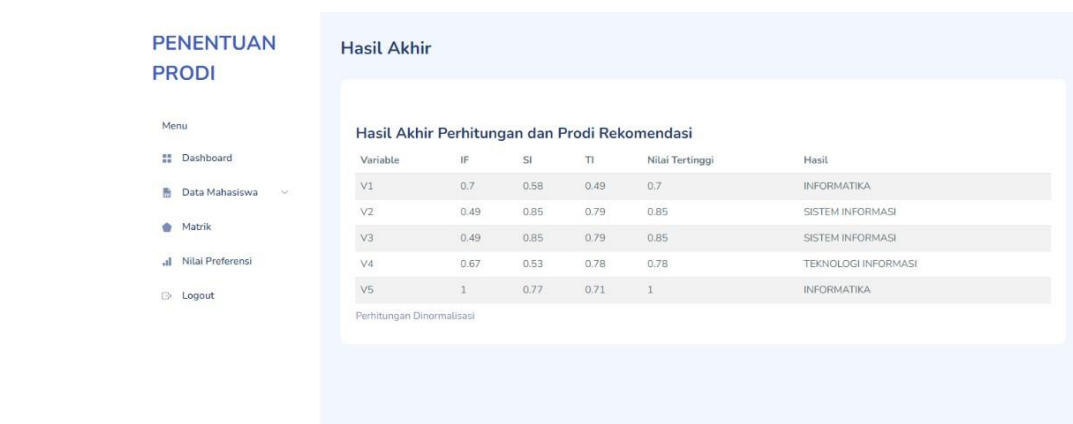 PENENTUAN
PRODI
Menu
Dashboard
Data Mahasiswa
Matrik
Nilai Preferensi
Logout
Hasil Akhir
Hasil Akhir Perhitungan dan Prodi Rekomendasi
Variable IF SI TI Nilai Tertinggi Hasil
V1 0.7 0.58 0.49 0.7 INFORMATIKA
V2 0.49 0.85 0.79 0.85 SISTEM INFORMASI
V3 0.49 0.85 0.79 0.85 SISTEM INFORMASI
V4 0.67 0.53 0.78 0.78 TEKNOLOGI INFORMASI
V5 1 0.77 0.71 1 INFORMATIKA
Perhitungan Dinormalisasi